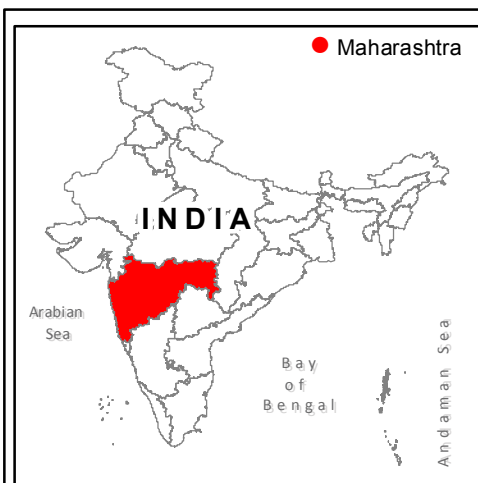 Maharashtra
INDIA
Arabian
Sea
Bay
of
Bengal
Andaman Sea